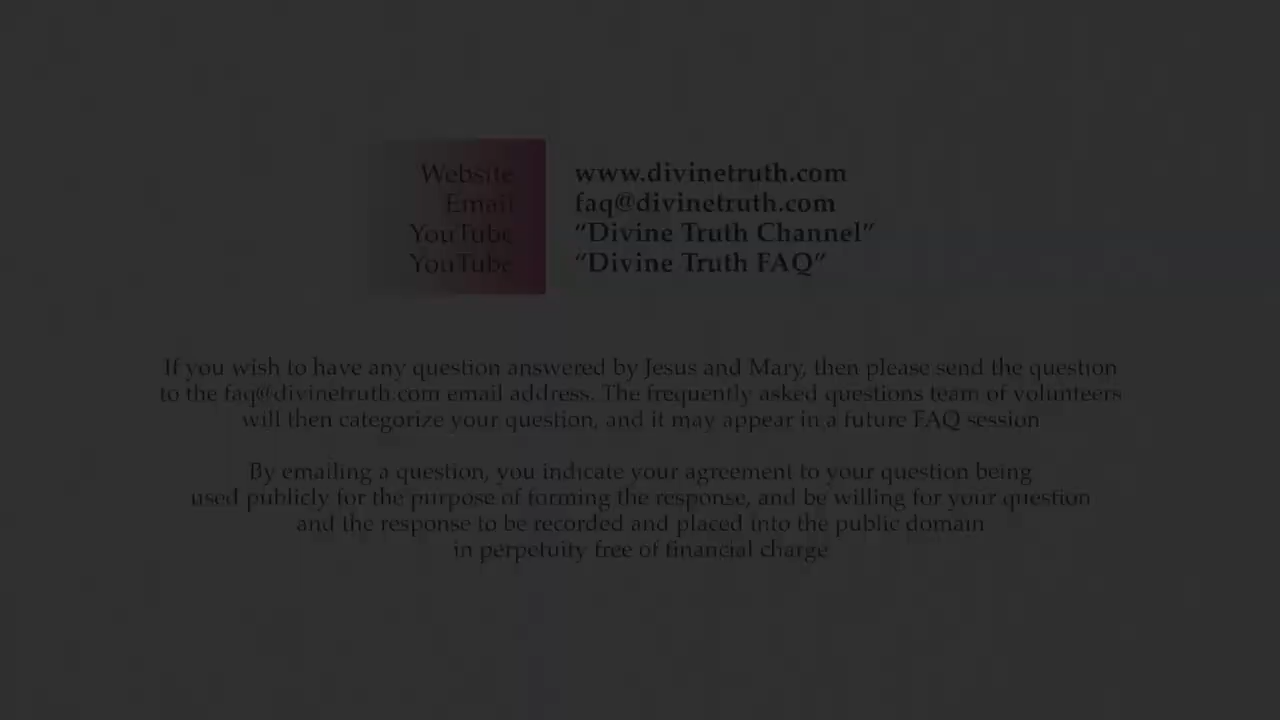 Website www.divinetruth.com
Email faq@divinetruth.com
YouTube “Divine Truth Channel”
YouTube “Divine Truth FAQ”
If you wish to have any question answered by Jesus and Mary, then please send the question
to the faq@divinetruth.com email address. The frequently asked questions team of volunteers
will then categorize your question, and it may appear in a future FAQ session
By emailing a question, you indicate your agreement to your question being
used publicly for the purpose of forming the response, and be willing for your question
and the response to be recorded and placed into the public domain
in perpetuity free of financial charge